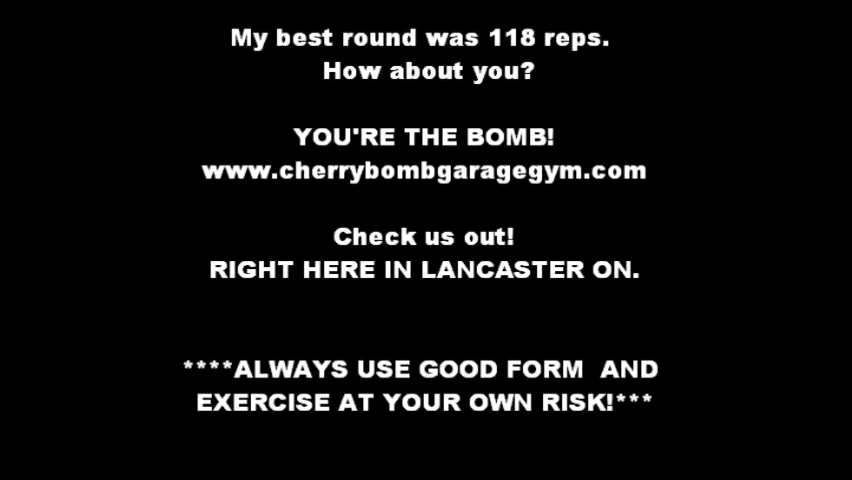 My best round was 118 reps.
How about you?
YOU'RE THE BOMB!
www.cherrybombgaragegym.com
Check us out!
RIGHT HERE IN LANCASTER ON.
****ALWAYS USE GOOD FORM  AND
EXERCISE AT YOUR OWN RISK!***